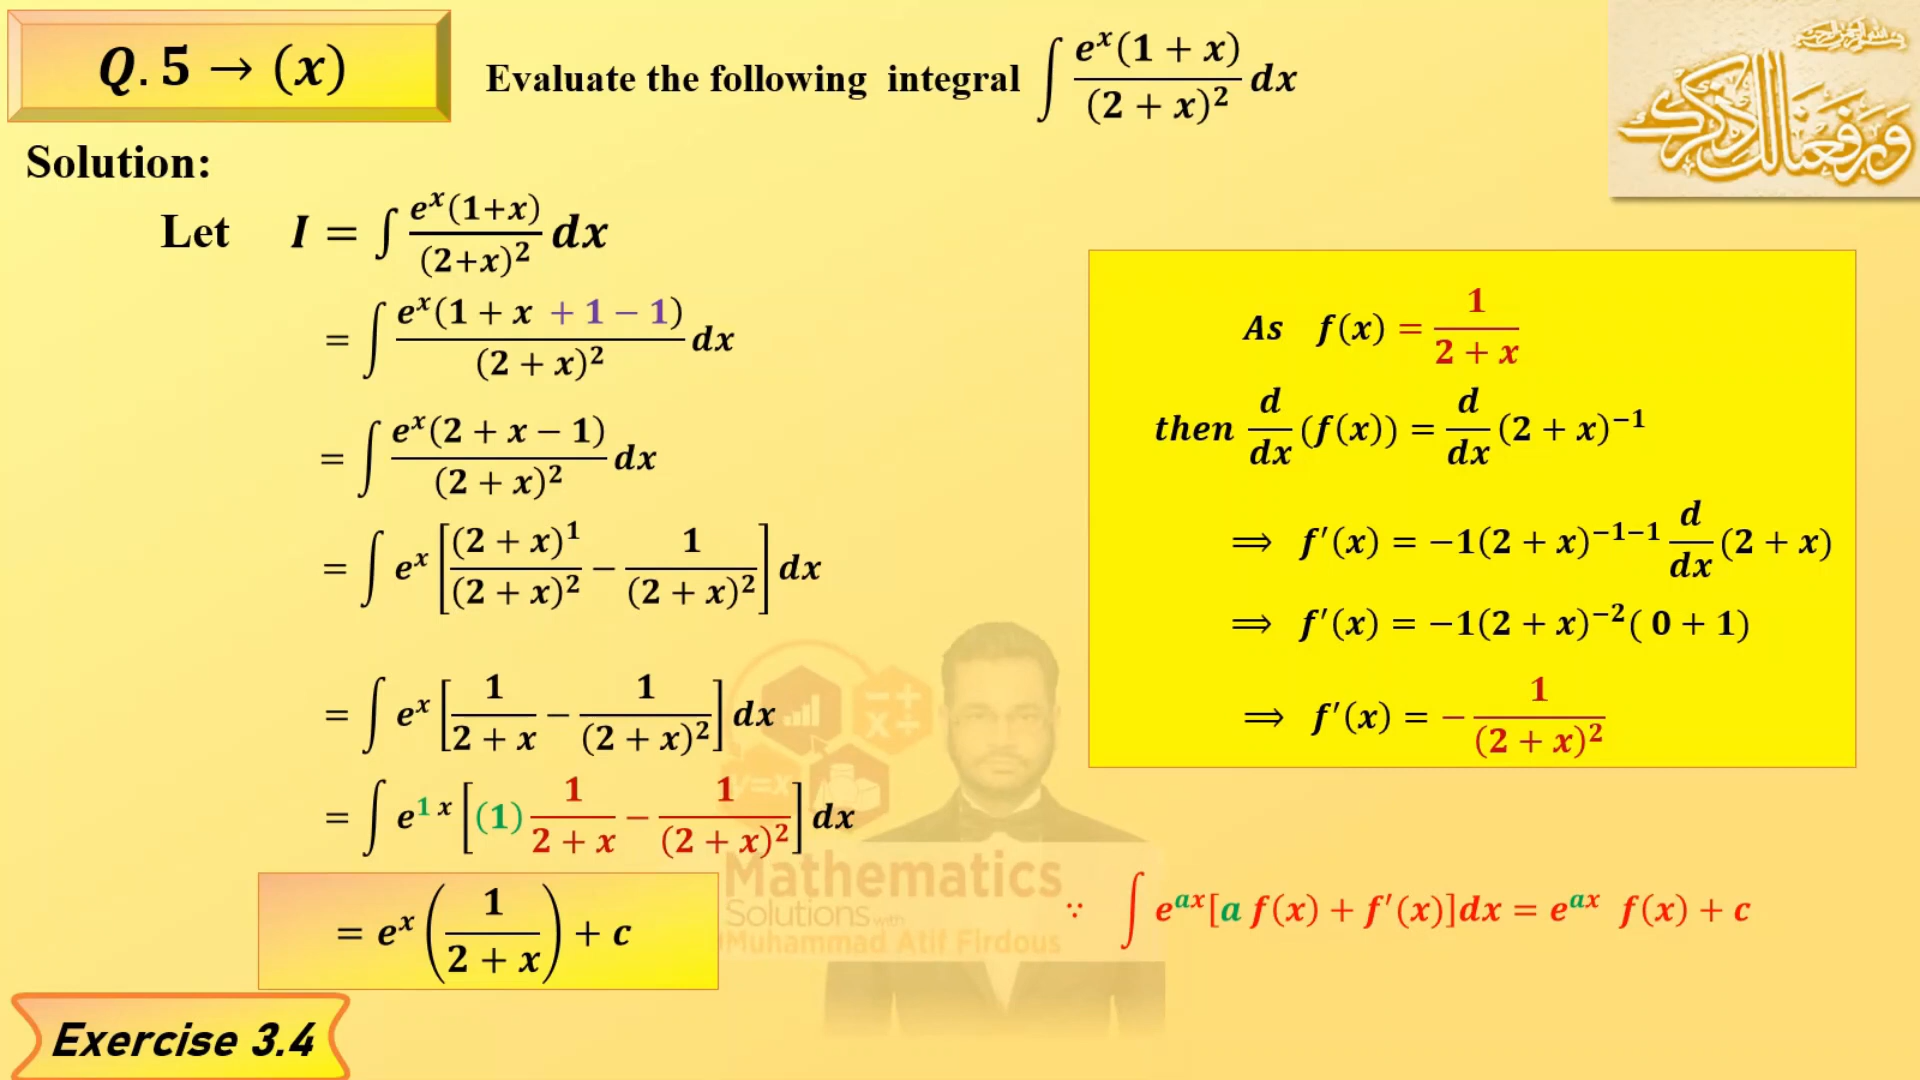 Q. 5 → (x)
Evaluate the following integral ∫ e^x(1 + x)/(2 + x)^2 dx
وَرَفَعْنَا لَكَ ذِكْرَكَ
Solution:
Let I = ∫ e^x(1+x)/(2+x)^2 dx
= ∫ e^x(1 + x + 1 − 1)/(2 + x)^2 dx
= ∫ e^x(2 + x − 1)/(2 + x)^2 dx
= ∫ e^x [(2 + x)^1/(2 + x)^2 − 1/(2 + x)^2] dx
= ∫ e^x [1/(2 + x) − 1/(2 + x)^2] dx
= ∫ e^{1 x} [(1) 1/(2 + x) − 1/(2 + x)^2] dx
= e^x (1/(2 + x)) + c
As f(x) = 1/(2 + x)
then d/dx (f(x)) = d/dx (2 + x)^{−1}
⟹ f′(x) = −1(2 + x)^{−1−1} d/dx (2 + x)
⟹ f′(x) = −1(2 + x)^{−2}( 0 + 1)
⟹ f′(x) = − 1/(2 + x)^2
∵ ∫ e^{ax}[a f(x) + f′(x)]dx = e^{ax} f(x) + c
Mathematics
Solutions with
Muhammad Atif Firdous
Exercise 3.4